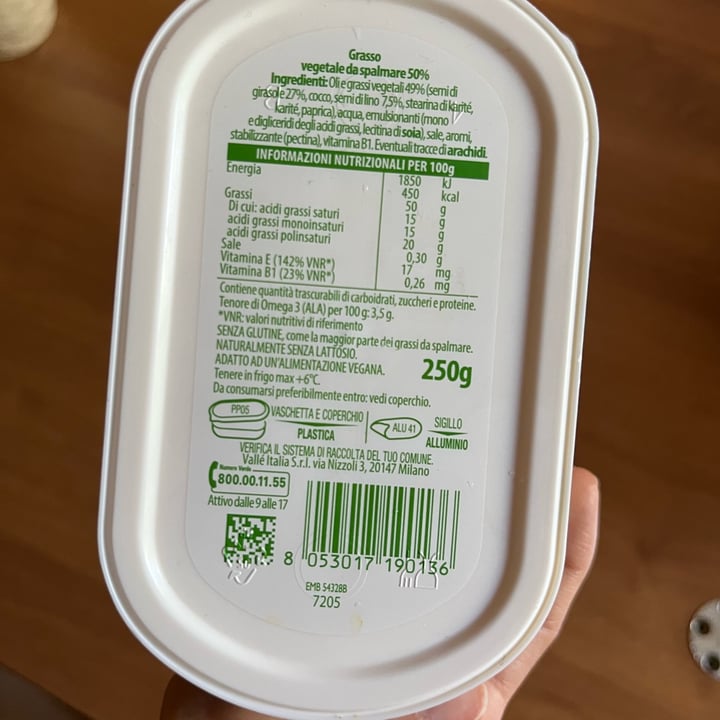 Grasso
vegetale da spalmare 50%
Ingredienti: Oli e grassi vegetali 49% (semi di
girasole 27%, cocco, semi di lino 7,5%, stearina di karité,
karité, paprica), acqua, emulsionanti (mono
e digliceridi degli acidi grassi, lecitina di soia), sale, aromi,
stabilizzante (pectina), vitamina B1. Eventuali tracce di arachidi.
INFORMAZIONI NUTRIZIONALI PER 100g
Energia 1850 kJ
450 kcal
Grassi 50 g
Di cui: acidi grassi saturi 15 g
acidi grassi monoinsaturi 15 g
acidi grassi polinsaturi 20 g
Sale 0,30 g
Vitamina E (142% VNR*) 17 mg
Vitamina B1 (23% VNR*) 0,26 mg
Contiene quantità trascurabili di carboidrati, zuccheri e proteine.
Tenore di Omega 3 (ALA) per 100 g: 3,5 g.
*VNR: valori nutritivi di riferimento
SENZA GLUTINE, come la maggior parte dei grassi da spalmare.
NATURALMENTE SENZA LATTOSIO.
ADATTO AD UN'ALIMENTAZIONE VEGANA.
250g
Tenere in frigo max +6°C.
Da consumarsi preferibilmente entro: vedi coperchio.
PP05 VASCHETTA E COPERCHIO
PLASTICA
ALU 41 SIGILLO
ALLUMINIO
VERIFICA IL SISTEMA DI RACCOLTA DEL TUO COMUNE.
Vallé Italia S.r.l. via Nizzoli 3, 20147 Milano
Numero Verde
800.00.11.55
Attivo dalle 9 alle 17
8 053017 190136
EMB 54328B
7205